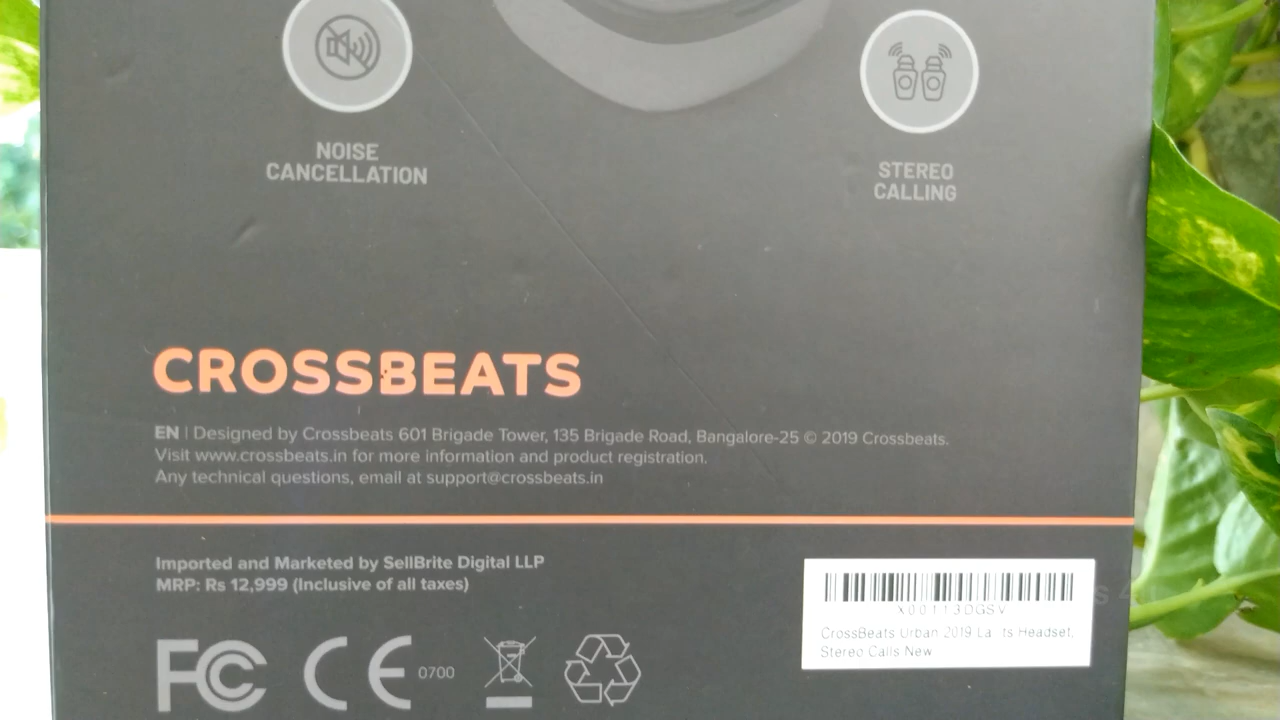 NOISE
CANCELLATION
STEREO
CALLING
CROSSBEATS
EN | Designed by Crossbeats 601 Brigade Tower, 135 Brigade Road, Bangalore-25 © 2019 Crossbeats.
Visit www.crossbeats.in for more information and product registration.
Any technical questions, email at support@crossbeats.in
Imported and Marketed by SellBrite Digital LLP
MRP: Rs 12,999 (Inclusive of all taxes)
FC CE 0700
X00113DGSV
CrossBeats Urban 2019 Headset,
Stereo Calls New